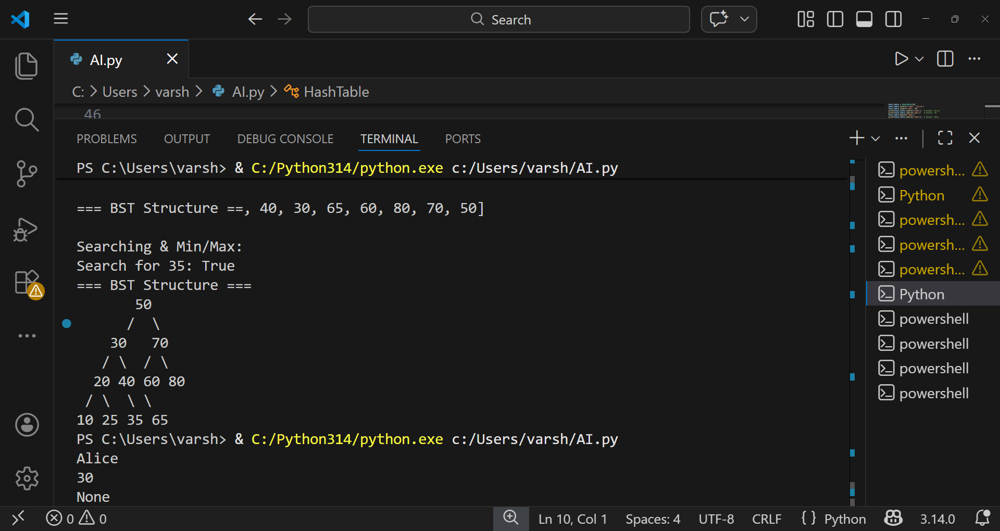 Search
AI.py
C: > Users > varsh > AI.py > HashTable
46
PROBLEMS OUTPUT DEBUG CONSOLE TERMINAL PORTS
PS C:\Users\varsh> & C:/Python314/python.exe c:/Users/varsh/AI.py
=== BST Structure ==, 40, 30, 65, 60, 80, 70, 50]
Searching & Min/Max:
Search for 35: True
=== BST Structure ===
50
/ \
30 70
/ \ / \
20 40 60 80
/ \ \ \
10 25 35 65
PS C:\Users\varsh> & C:/Python314/python.exe c:/Users/varsh/AI.py
Alice
30
None
powersh...
Python
powersh...
powersh...
powersh...
Python
powershell
powershell
powershell
powershell
0 0 Ln 10, Col 1 Spaces: 4 UTF-8 CRLF { } Python 3.14.0